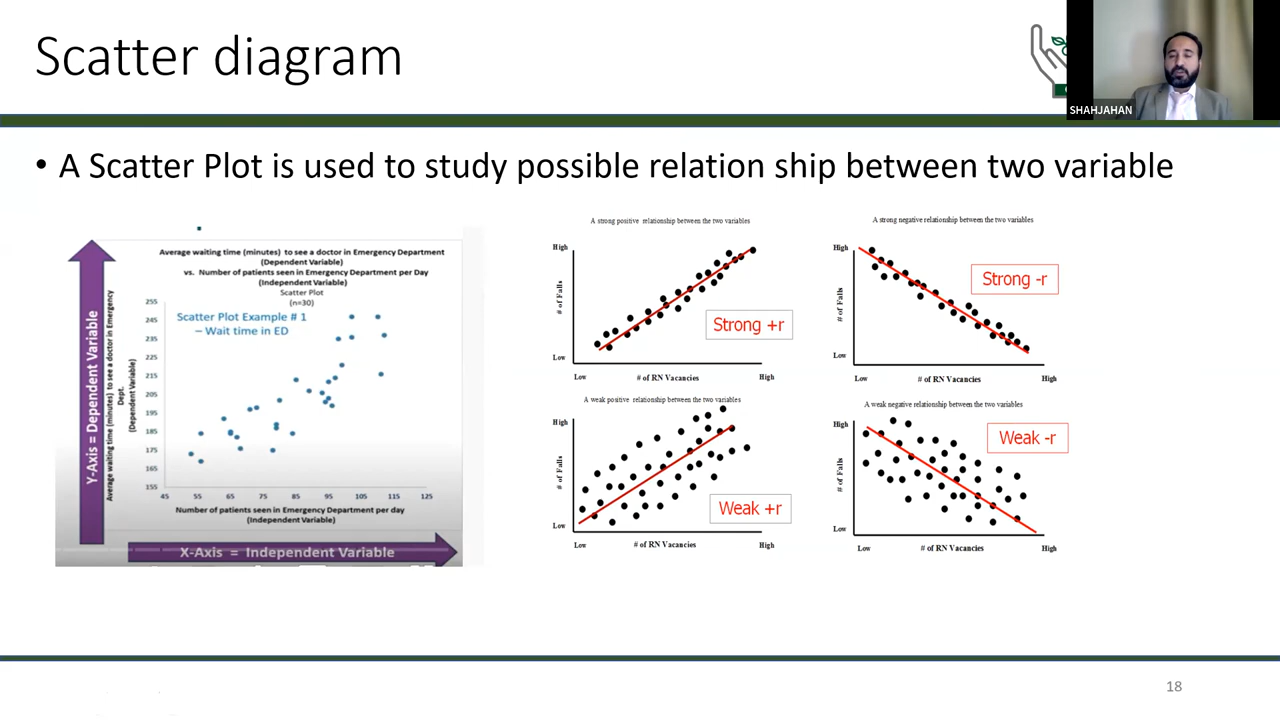 Scatter diagram
SHAHJAHAN
• A Scatter Plot is used to study possible relation ship between two variable
Y-Axis = Dependent Variable
Average waiting time (minutes) to see a doctor in Emergency
Dept.
(Dependent Variable)
Average waiting time (minutes) to see a doctor in Emergency Department
(Dependent Variable)
vs. Number of patients seen in Emergency Department per Day
(Independent Variable)
Scatter Plot
(n=30)
Scatter Plot Example # 1
– Wait time in ED
255
245
235
225
215
205
195
185
175
165
155
45 55 65 75 85 95 105 115 125
Number of patients seen in Emergency Department per day
(Independent Variable)
X-Axis = Independent Variable
A strong positive relationship between the two variables
High
# of Falls
Strong +r
Low
Low # of RN Vacancies High
A strong negative relationship between the two variables
High
Strong -r
# of Falls
Low
Low # of RN Vacancies High
A weak positive relationship between the two variables
High
# of Falls
Weak +r
Low
Low # of RN Vacancies High
A weak negative relationship between the two variables
High
Weak -r
# of Falls
Low
Low # of RN Vacancies High
18